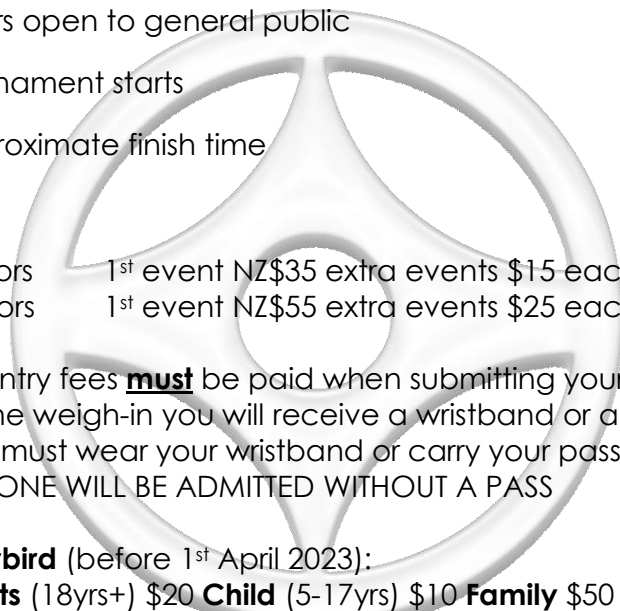 rs open to general public
nament starts
roximate finish time
ors 1st event NZ$35 extra events $15 eac
ors 1st event NZ$55 extra events $25 eac
ntry fees must be paid when submitting your
he weigh-in you will receive a wristband or a
must wear your wristband or carry your pass
ONE WILL BE ADMITTED WITHOUT A PASS
ybird (before 1st April 2023):
ts (18yrs+) $20 Child (5-17yrs) $10 Family $50